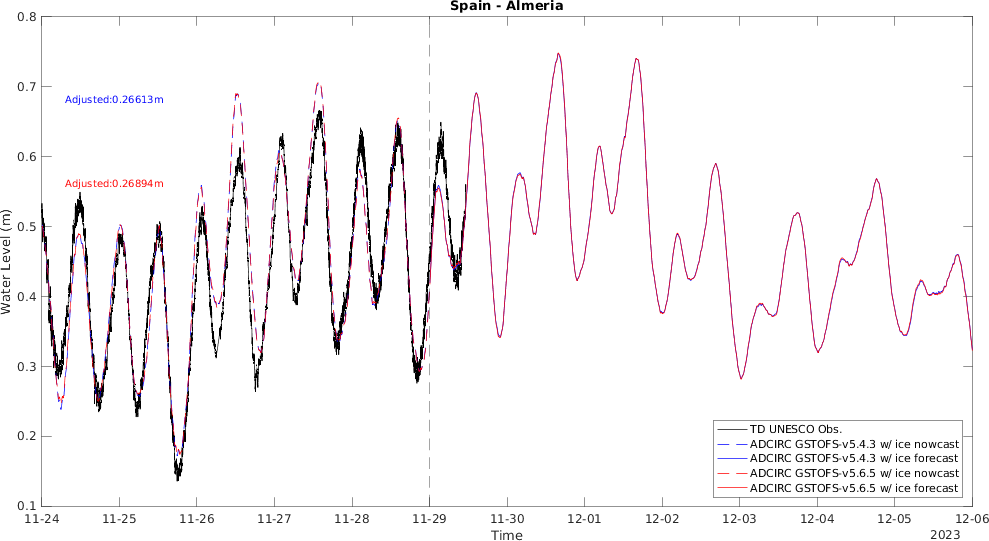 Spain - Almeria
0.8
0.7
0.6
0.5
0.4
0.3
0.2
0.1
Water Level (m)
Adjusted:0.26613m
Adjusted:0.26894m
TD UNESCO Obs.
ADCIRC GSTOFS-v5.4.3 w/ ice nowcast
ADCIRC GSTOFS-v5.4.3 w/ ice forecast
ADCIRC GSTOFS-v5.6.5 w/ ice nowcast
ADCIRC GSTOFS-v5.6.5 w/ ice forecast
11-24 11-25 11-26 11-27 11-28 11-29 11-30 12-01 12-02 12-03 12-04 12-05 12-06
Time
2023